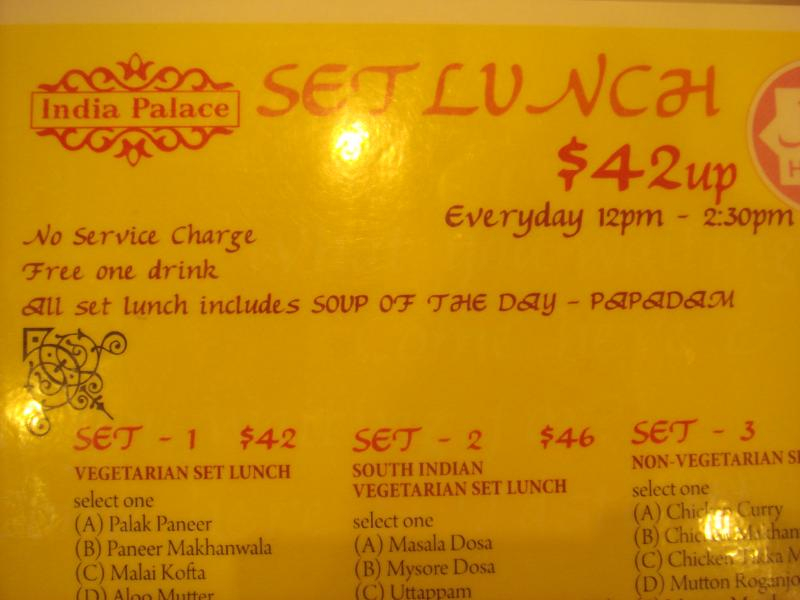 India Palace
SET LUNCH
$42up
Everyday 12pm - 2:30pm
No Service Charge
Free one drink
All set lunch includes SOUP OF THE DAY - PAPADAM
SET - 1 $42
VEGETARIAN SET LUNCH
select one
(A) Palak Paneer
(B) Paneer Makhanwala
(C) Malai Kofta
(D) Aloo Mutter
SET - 2 $46
SOUTH INDIAN
VEGETARIAN SET LUNCH
select one
(A) Masala Dosa
(B) Mysore Dosa
(C) Uttappam
SET - 3
NON-VEGETARIAN
select one
(A) Chicken Curry
(B) Chicken
(C) Chicken Tikka
(D) Mutton Roganjo